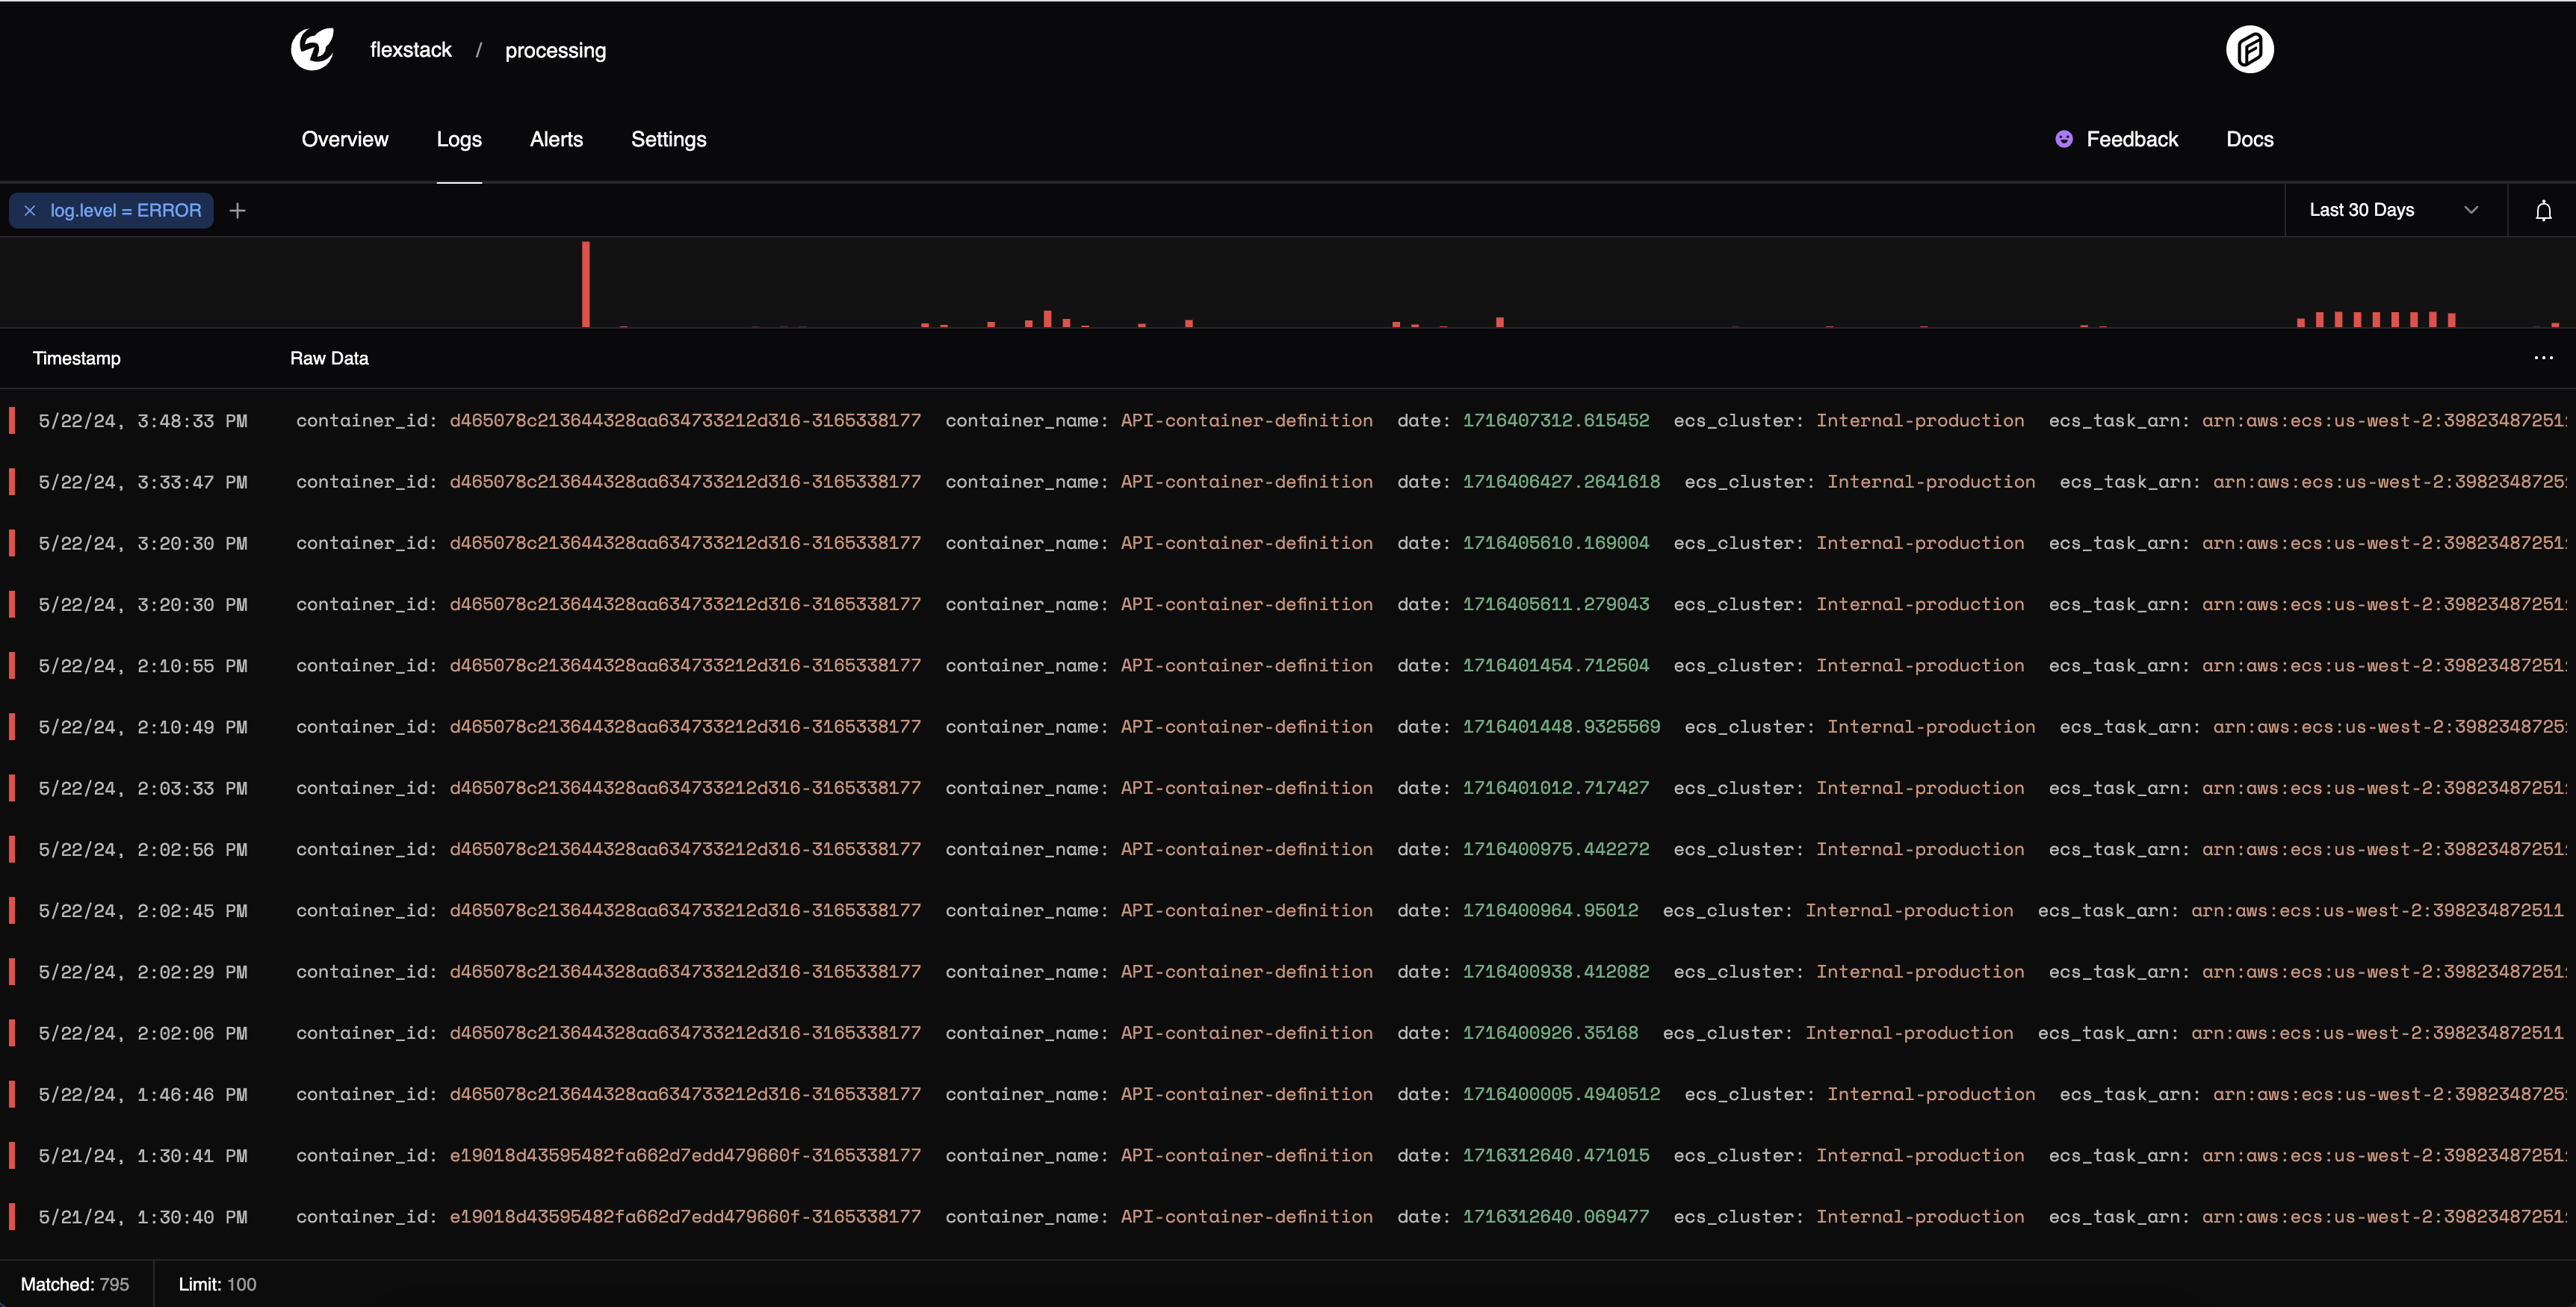 flexstack / processing
Overview Logs Alerts Settings Feedback Docs
× log.level = ERROR + Last 30 Days
Timestamp Raw Data ...
5/22/24, 3:48:33 PM container_id: d465078c213644328aa634733212d316-3165338177 container_name: API-container-definition date: 1716407312.615452 ecs_cluster: Internal-production ecs_task_arn: arn:aws:ecs:us-west-2:398234872511
5/22/24, 3:33:47 PM container_id: d465078c213644328aa634733212d316-3165338177 container_name: API-container-definition date: 1716406427.2641618 ecs_cluster: Internal-production ecs_task_arn: arn:aws:ecs:us-west-2:3982348725
5/22/24, 3:20:30 PM container_id: d465078c213644328aa634733212d316-3165338177 container_name: API-container-definition date: 1716405610.169004 ecs_cluster: Internal-production ecs_task_arn: arn:aws:ecs:us-west-2:398234872511
5/22/24, 3:20:30 PM container_id: d465078c213644328aa634733212d316-3165338177 container_name: API-container-definition date: 1716405611.279043 ecs_cluster: Internal-production ecs_task_arn: arn:aws:ecs:us-west-2:398234872511
5/22/24, 2:10:55 PM container_id: d465078c213644328aa634733212d316-3165338177 container_name: API-container-definition date: 1716401454.712504 ecs_cluster: Internal-production ecs_task_arn: arn:aws:ecs:us-west-2:398234872511
5/22/24, 2:10:49 PM container_id: d465078c213644328aa634733212d316-3165338177 container_name: API-container-definition date: 1716401448.9325569 ecs_cluster: Internal-production ecs_task_arn: arn:aws:ecs:us-west-2:3982348725
5/22/24, 2:03:33 PM container_id: d465078c213644328aa634733212d316-3165338177 container_name: API-container-definition date: 1716401012.717427 ecs_cluster: Internal-production ecs_task_arn: arn:aws:ecs:us-west-2:398234872511
5/22/24, 2:02:56 PM container_id: d465078c213644328aa634733212d316-3165338177 container_name: API-container-definition date: 1716400975.442272 ecs_cluster: Internal-production ecs_task_arn: arn:aws:ecs:us-west-2:398234872511
5/22/24, 2:02:45 PM container_id: d465078c213644328aa634733212d316-3165338177 container_name: API-container-definition date: 1716400964.95012 ecs_cluster: Internal-production ecs_task_arn: arn:aws:ecs:us-west-2:398234872511
5/22/24, 2:02:29 PM container_id: d465078c213644328aa634733212d316-3165338177 container_name: API-container-definition date: 1716400938.412082 ecs_cluster: Internal-production ecs_task_arn: arn:aws:ecs:us-west-2:398234872511
5/22/24, 2:02:06 PM container_id: d465078c213644328aa634733212d316-3165338177 container_name: API-container-definition date: 1716400926.35168 ecs_cluster: Internal-production ecs_task_arn: arn:aws:ecs:us-west-2:398234872511
5/22/24, 1:46:46 PM container_id: d465078c213644328aa634733212d316-3165338177 container_name: API-container-definition date: 1716400005.4940512 ecs_cluster: Internal-production ecs_task_arn: arn:aws:ecs:us-west-2:3982348725
5/21/24, 1:30:41 PM container_id: e19018d43595482fa662d7edd479660f-3165338177 container_name: API-container-definition date: 1716312640.471015 ecs_cluster: Internal-production ecs_task_arn: arn:aws:ecs:us-west-2:398234872511
5/21/24, 1:30:40 PM container_id: e19018d43595482fa662d7edd479660f-3165338177 container_name: API-container-definition date: 1716312640.069477 ecs_cluster: Internal-production ecs_task_arn: arn:aws:ecs:us-west-2:398234872511
Matched: 795 Limit: 100